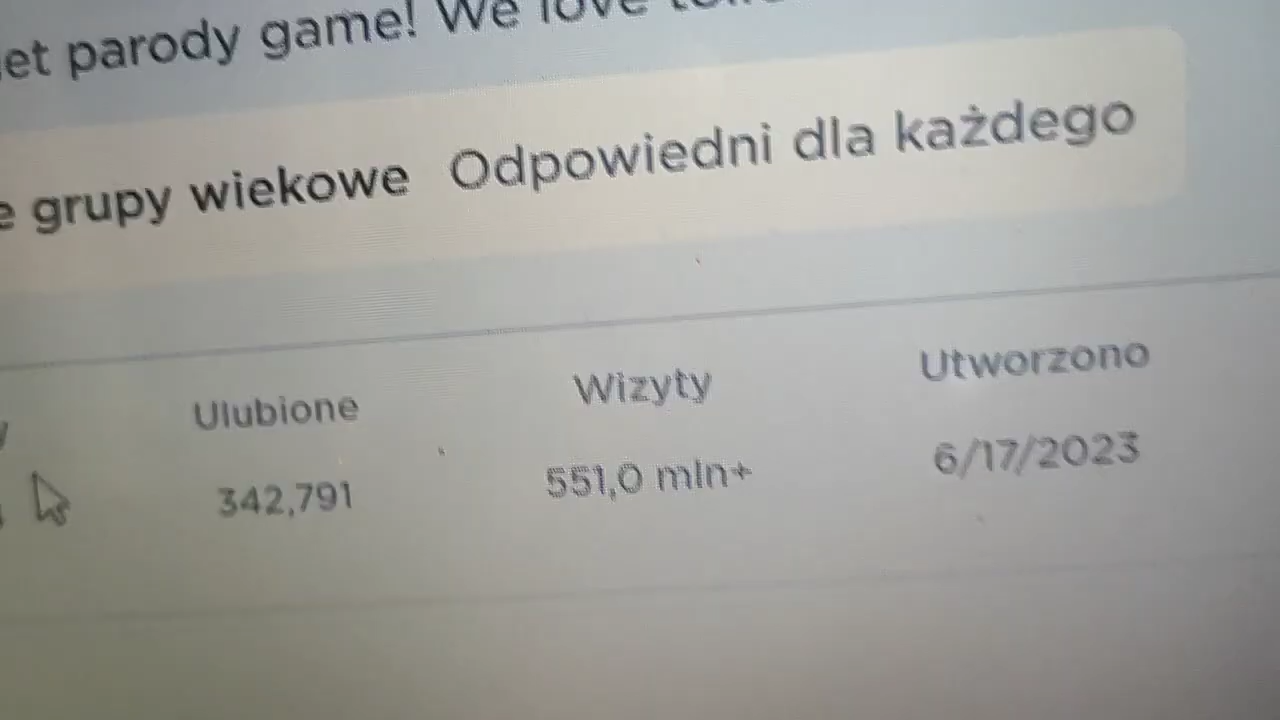 et parody game! We love
e grupy wiekowe Odpowiedni dla każdego
Ulubione Wizyty Utworzono
342,791 551,0 mln+ 6/17/2023